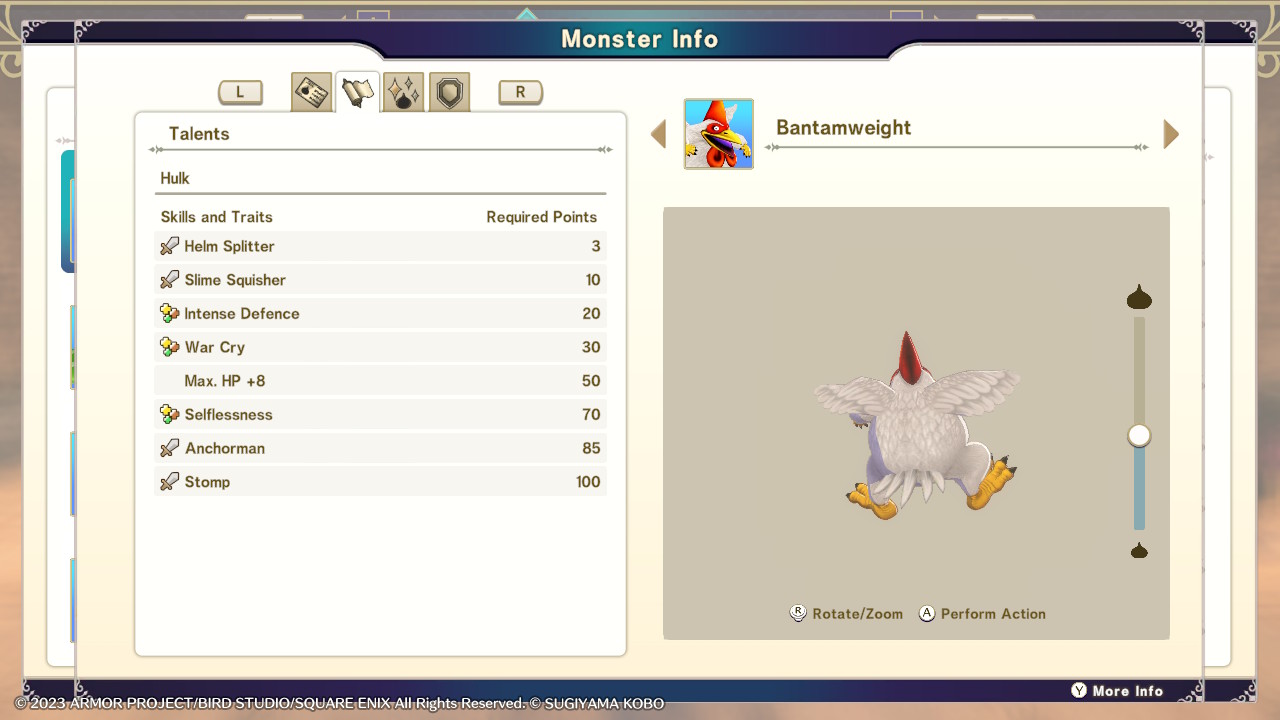 Monster Info
L
R
Talents
Hulk
Skills and Traits Required Points
Helm Splitter 3
Slime Squisher 10
Intense Defence 20
War Cry 30
Max. HP +8 50
Selflessness 70
Anchorman 85
Stomp 100
Bantamweight
R Rotate/Zoom A Perform Action
Y More Info
© 2023 ARMOR PROJECT/BIRD STUDIO/SQUARE ENIX All Rights Reserved. © SUGIYAMA KOBO